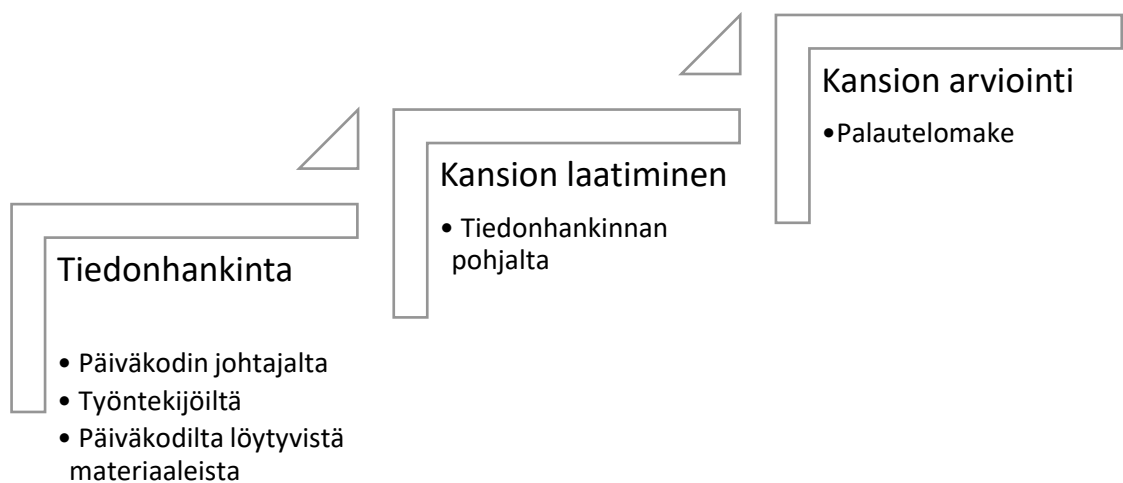 Tiedonhankinta
• Päiväkodin johtajalta
• Työntekijöiltä
• Päiväkodilta löytyvistä
materiaaleista
Kansion laatiminen
• Tiedonhankinnan
pohjalta
Kansion arviointi
•Palautelomake